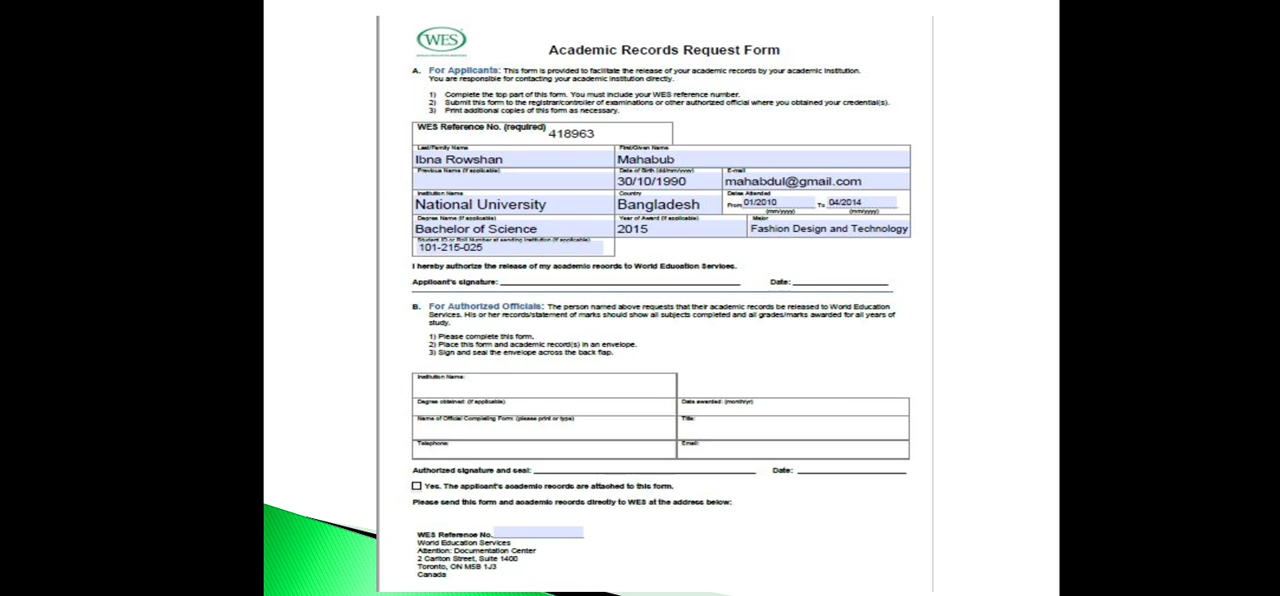 WES
Academic Records Request Form
A. For Applicants: This form is provided to facilitate the release of your academic records by your academic institution.
You are responsible for contacting your academic institution directly.
1) Complete the top part of this form. You must include your WES reference number.
2) Submit this form to the registrar/controller of examinations or other authorized official where you obtained your credential(s).
3) Print additional copies of this form as necessary.
WES Reference No. (required) 418963
Last/Family Name First/Given Name
Ibna Rowshan Mahabub
Previous Name (if applicable) Date of Birth (dd/mm/yyyy) E-mail
30/10/1990 mahabdul@gmail.com
Institution Name Country Dates Attended
National University Bangladesh From 01/2010 To 04/2014
(mm/yyyy) (mm/yyyy)
Degree Name (if applicable) Year of Award (if applicable) Major
Bachelor of Science 2015 Fashion Design and Technology
Student ID or Roll Number at sending institution (if applicable)
101-215-025
I hereby authorize the release of my academic records to World Education Services.
Applicant's signature: Date:
B. For Authorized Officials: The person named above requests that their academic records be released to World Education
Services. His or her records/statement of marks should show all subjects completed and all grades/marks awarded for all years of
study.
1) Please complete this form.
2) Place this form and academic record(s) in an envelope.
3) Sign and seal the envelope across the back flap.
Institution Name:
Degree obtained: (if applicable) Date awarded: (month/yr)
Name of Official Completing Form: (please print or type) Title:
Telephone: Email:
Authorized signature and seal: Date:
Yes. The applicant's academic records are attached to this form.
Please send this form and academic records directly to WES at the address below:
WES Reference No.
World Education Services
Attention: Documentation Center
2 Carlton Street, Suite 1400
Toronto, ON M5B 1J3
Canada